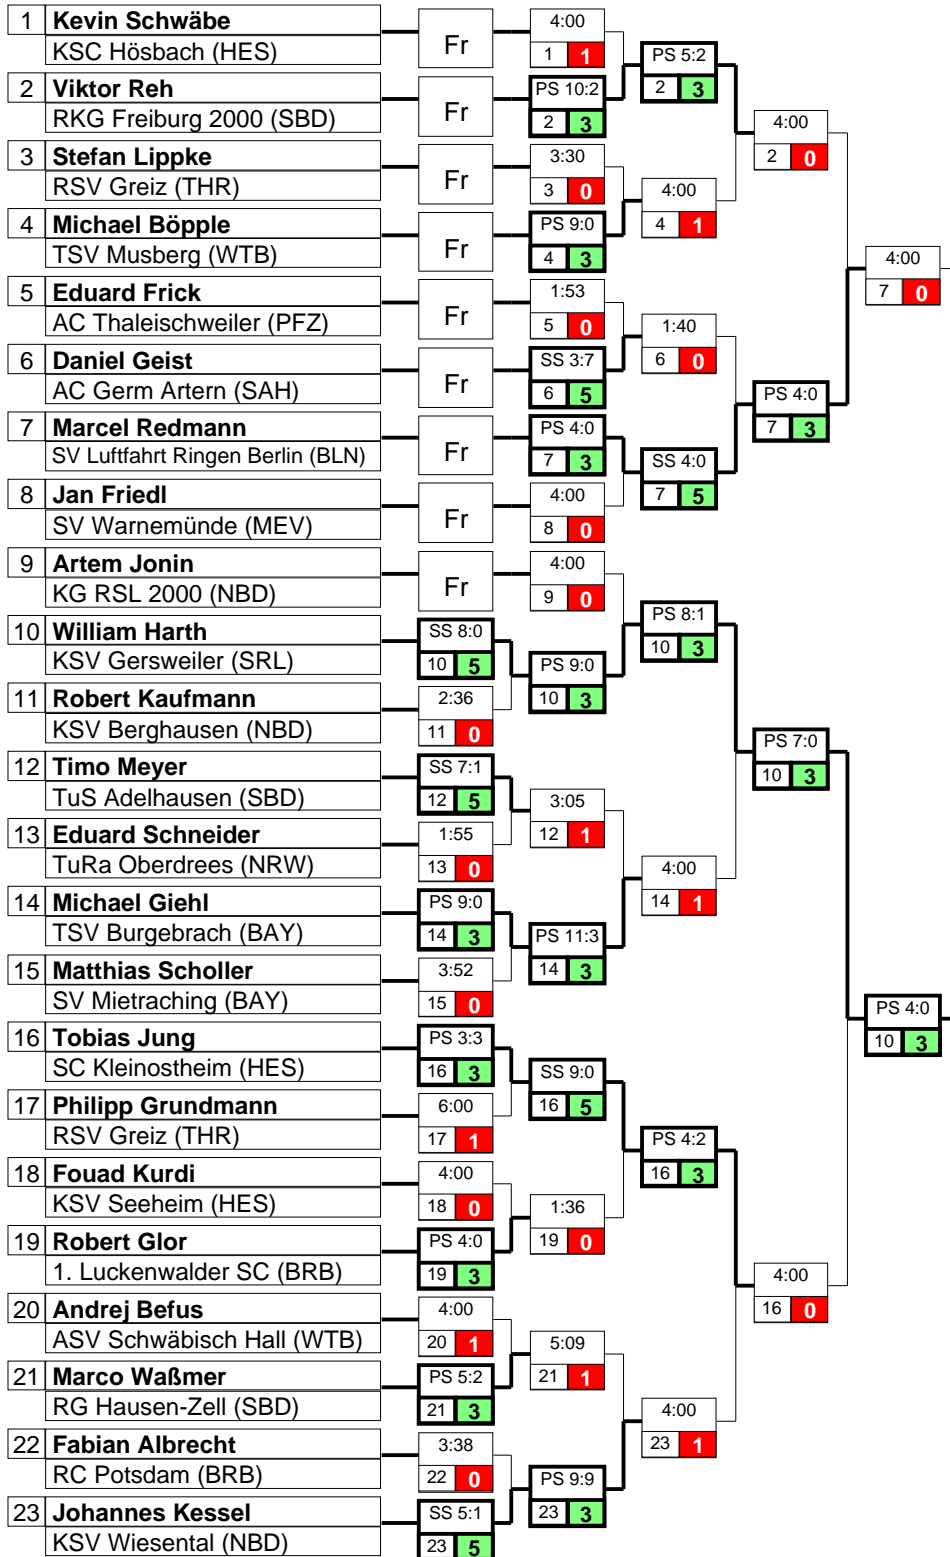 1 Kevin Schwäbe
KSC Hösbach (HES)
Fr
4:00
1 1
PS 5:2
2 3
2 Viktor Reh
RKG Freiburg 2000 (SBD)
Fr
PS 10:2
2 3
4:00
2 0
3 Stefan Lippke
RSV Greiz (THR)
Fr
3:30
3 0
4:00
4 1
4 Michael Böpple
TSV Musberg (WTB)
Fr
PS 9:0
4 3
4:00
7 0
5 Eduard Frick
AC Thaleischweiler (PFZ)
Fr
1:53
5 0
1:40
6 0
6 Daniel Geist
AC Germ Artern (SAH)
Fr
SS 3:7
6 5
PS 4:0
7 3
7 Marcel Redmann
SV Luftfahrt Ringen Berlin (BLN)
Fr
PS 4:0
7 3
SS 4:0
7 5
8 Jan Friedl
SV Warnemünde (MEV)
Fr
4:00
8 0
9 Artem Jonin
KG RSL 2000 (NBD)
Fr
4:00
9 0
PS 8:1
10 3
10 William Harth
KSV Gersweiler (SRL)
SS 8:0
10 5
PS 9:0
10 3
11 Robert Kaufmann
KSV Berghausen (NBD)
2:36
11 0
PS 7:0
10 3
12 Timo Meyer
TuS Adelhausen (SBD)
SS 7:1
12 5
3:05
12 1
13 Eduard Schneider
TuRa Oberdrees (NRW)
1:55
13 0
4:00
14 1
14 Michael Giehl
TSV Burgebrach (BAY)
PS 9:0
14 3
PS 11:3
14 3
15 Matthias Scholler
SV Mietraching (BAY)
3:52
15 0
PS 4:0
10 3
16 Tobias Jung
SC Kleinostheim (HES)
PS 3:3
16 3
SS 9:0
16 5
17 Philipp Grundmann
RSV Greiz (THR)
6:00
17 1
PS 4:2
16 3
18 Fouad Kurdi
KSV Seeheim (HES)
4:00
18 0
1:36
19 0
19 Robert Glor
1. Luckenwalder SC (BRB)
PS 4:0
19 3
4:00
16 0
20 Andrej Befus
ASV Schwäbisch Hall (WTB)
4:00
20 1
5:09
21 1
21 Marco Waßmer
RG Hausen-Zell (SBD)
PS 5:2
21 3
4:00
23 1
22 Fabian Albrecht
RC Potsdam (BRB)
3:38
22 0
PS 9:9
23 3
23 Johannes Kessel
KSV Wiesental (NBD)
SS 5:1
23 5